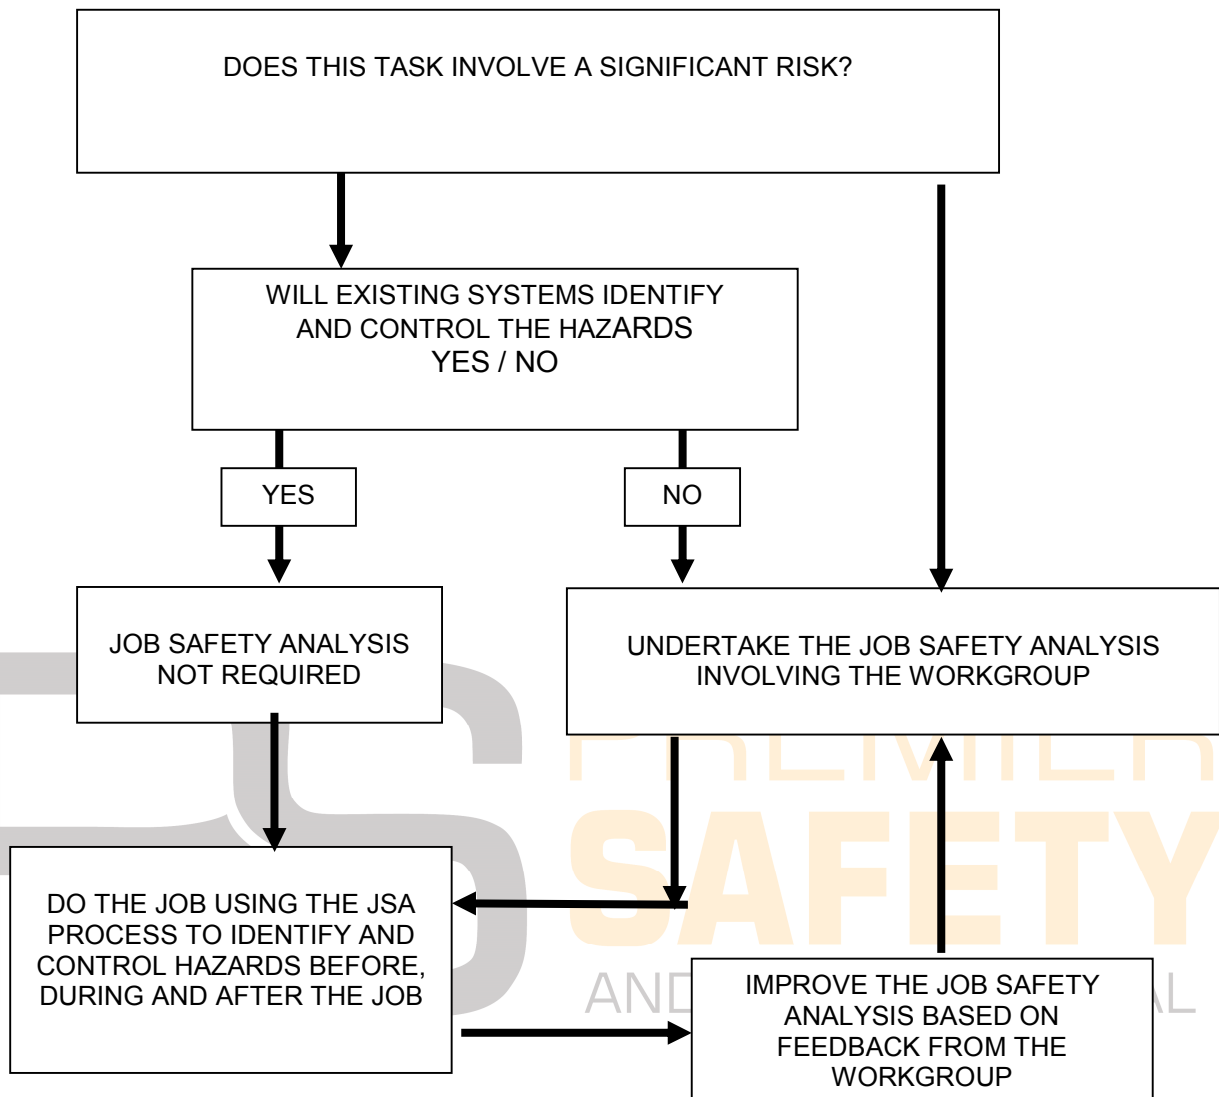 DOES THIS TASK INVOLVE A SIGNIFICANT RISK?
WILL EXISTING SYSTEMS IDENTIFY
AND CONTROL THE HAZARDS
YES / NO
YES
NO
JOB SAFETY ANALYSIS
NOT REQUIRED
UNDERTAKE THE JOB SAFETY ANALYSIS
INVOLVING THE WORKGROUP
PREMIER
SAFETY
DO THE JOB USING THE JSA
PROCESS TO IDENTIFY AND
CONTROL HAZARDS BEFORE,
DURING AND AFTER THE JOB
AND
IMPROVE THE JOB SAFETY
ANALYSIS BASED ON
FEEDBACK FROM THE
WORKGROUP